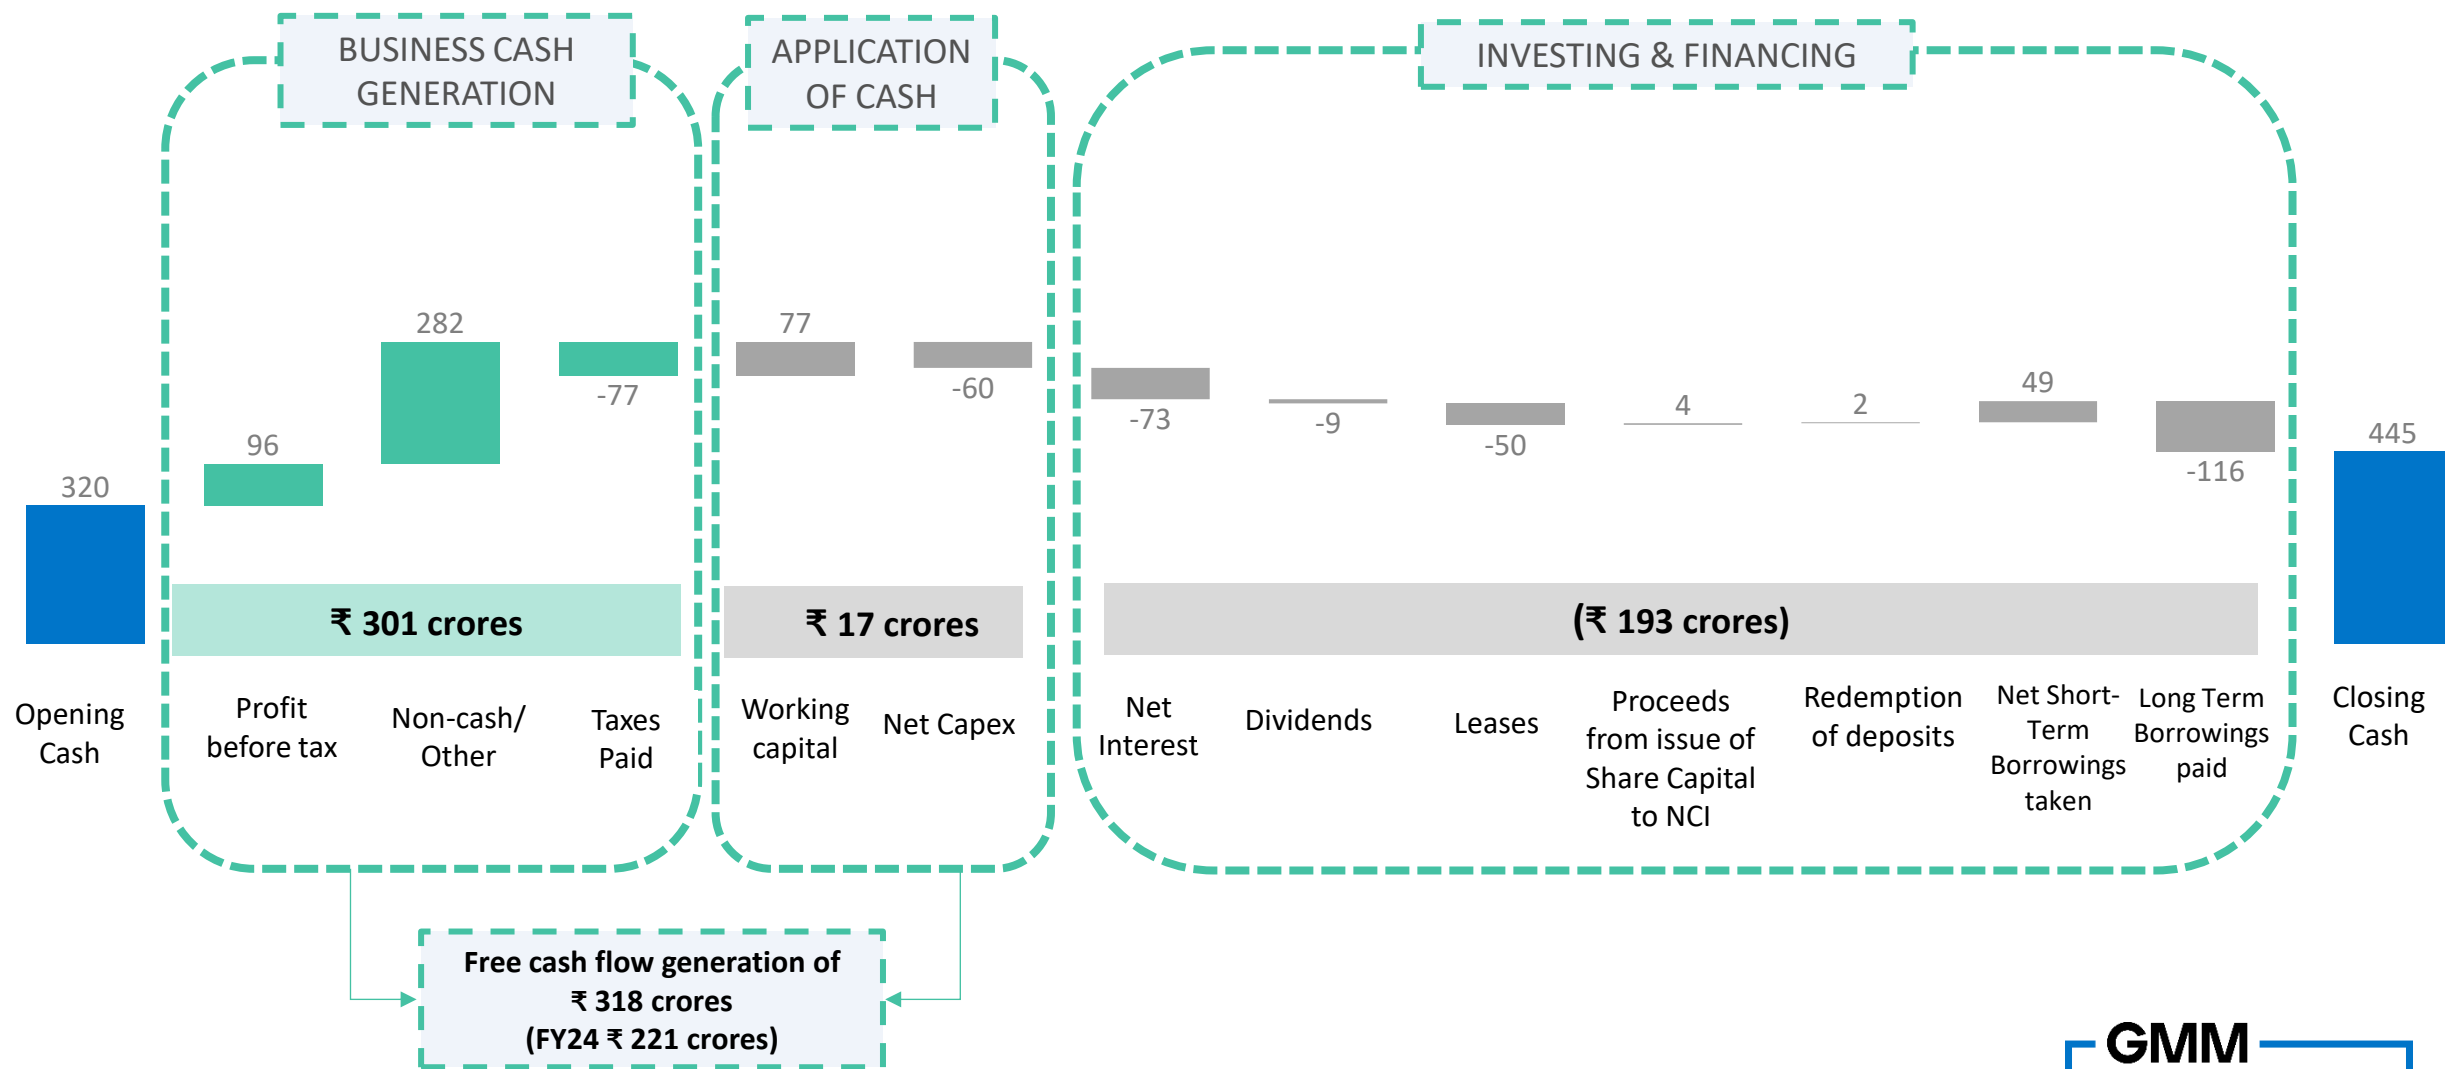 BUSINESS CASH
GENERATION
APPLICATION
OF CASH
INVESTING & FINANCING
320
96
282
-77
77
-60
-73
-9
-50
4
2
49
-116
445
₹ 301 crores
₹ 17 crores
(₹ 193 crores)
Opening
Cash
Profit
before tax
Non-cash/
Other
Taxes
Paid
Working
capital
Net Capex
Net
Interest
Dividends
Leases
Proceeds
from issue of
Share Capital
to NCI
Redemption
of deposits
Net Short-
Term
Borrowings
taken
Long Term
Borrowings
paid
Closing
Cash
Free cash flow generation of
₹ 318 crores
(FY24 ₹ 221 crores)
GMM